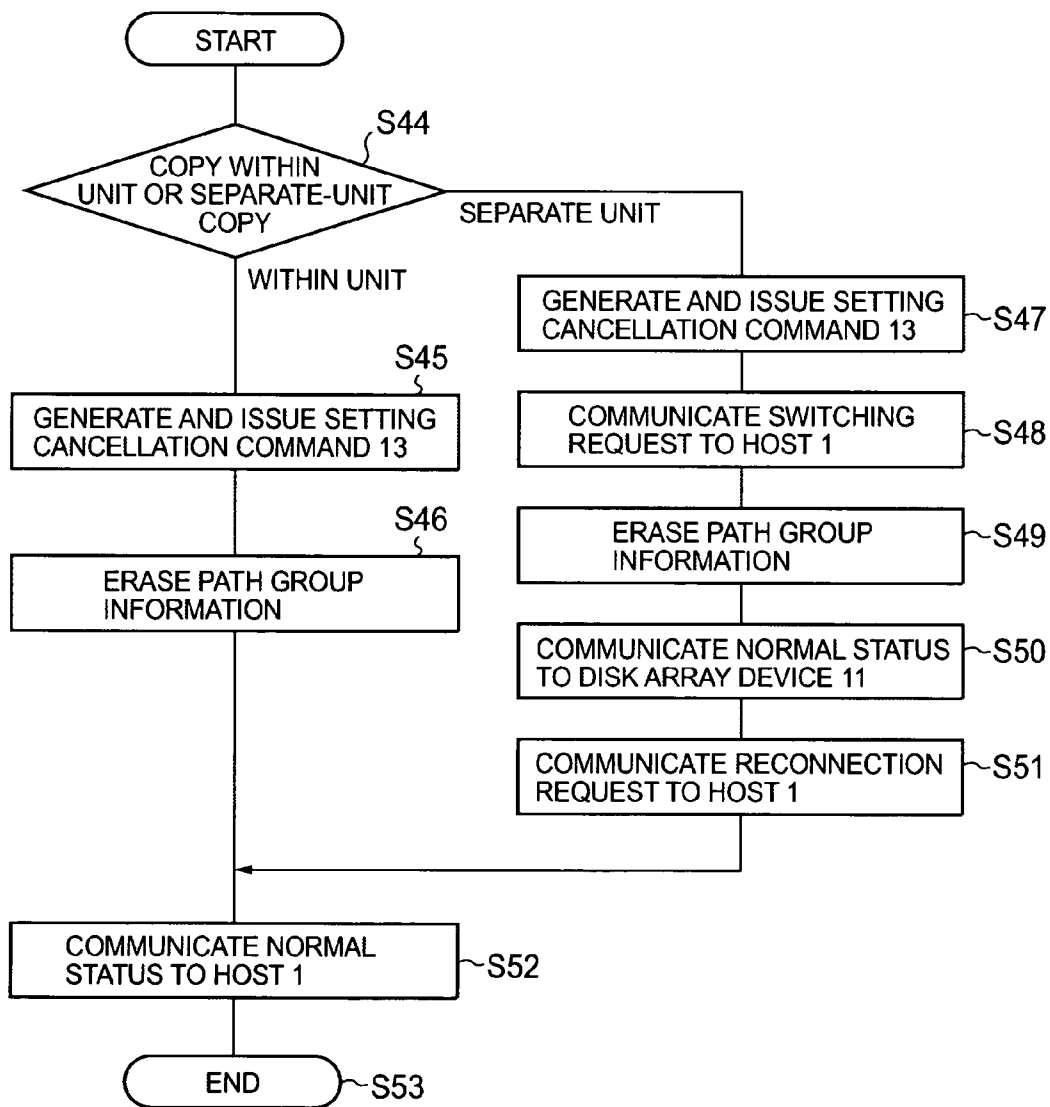 START
S44
COPY WITHIN
UNIT OR SEPARATE-UNIT
COPY
SEPARATE UNIT
WITHIN UNIT
S45
GENERATE AND ISSUE SETTING
CANCELLATION COMMAND 13
S46
ERASE PATH GROUP
INFORMATION
GENERATE AND ISSUE SETTING
CANCELLATION COMMAND 13
S47
COMMUNICATE SWITCHING
REQUEST TO HOST 1
S48
ERASE PATH GROUP
INFORMATION
S49
COMMUNICATE NORMAL STATUS
TO DISK ARRAY DEVICE 11
S50
COMMUNICATE RECONNECTION
REQUEST TO HOST 1
S51
COMMUNICATE NORMAL
STATUS TO HOST 1
S52
END
S53